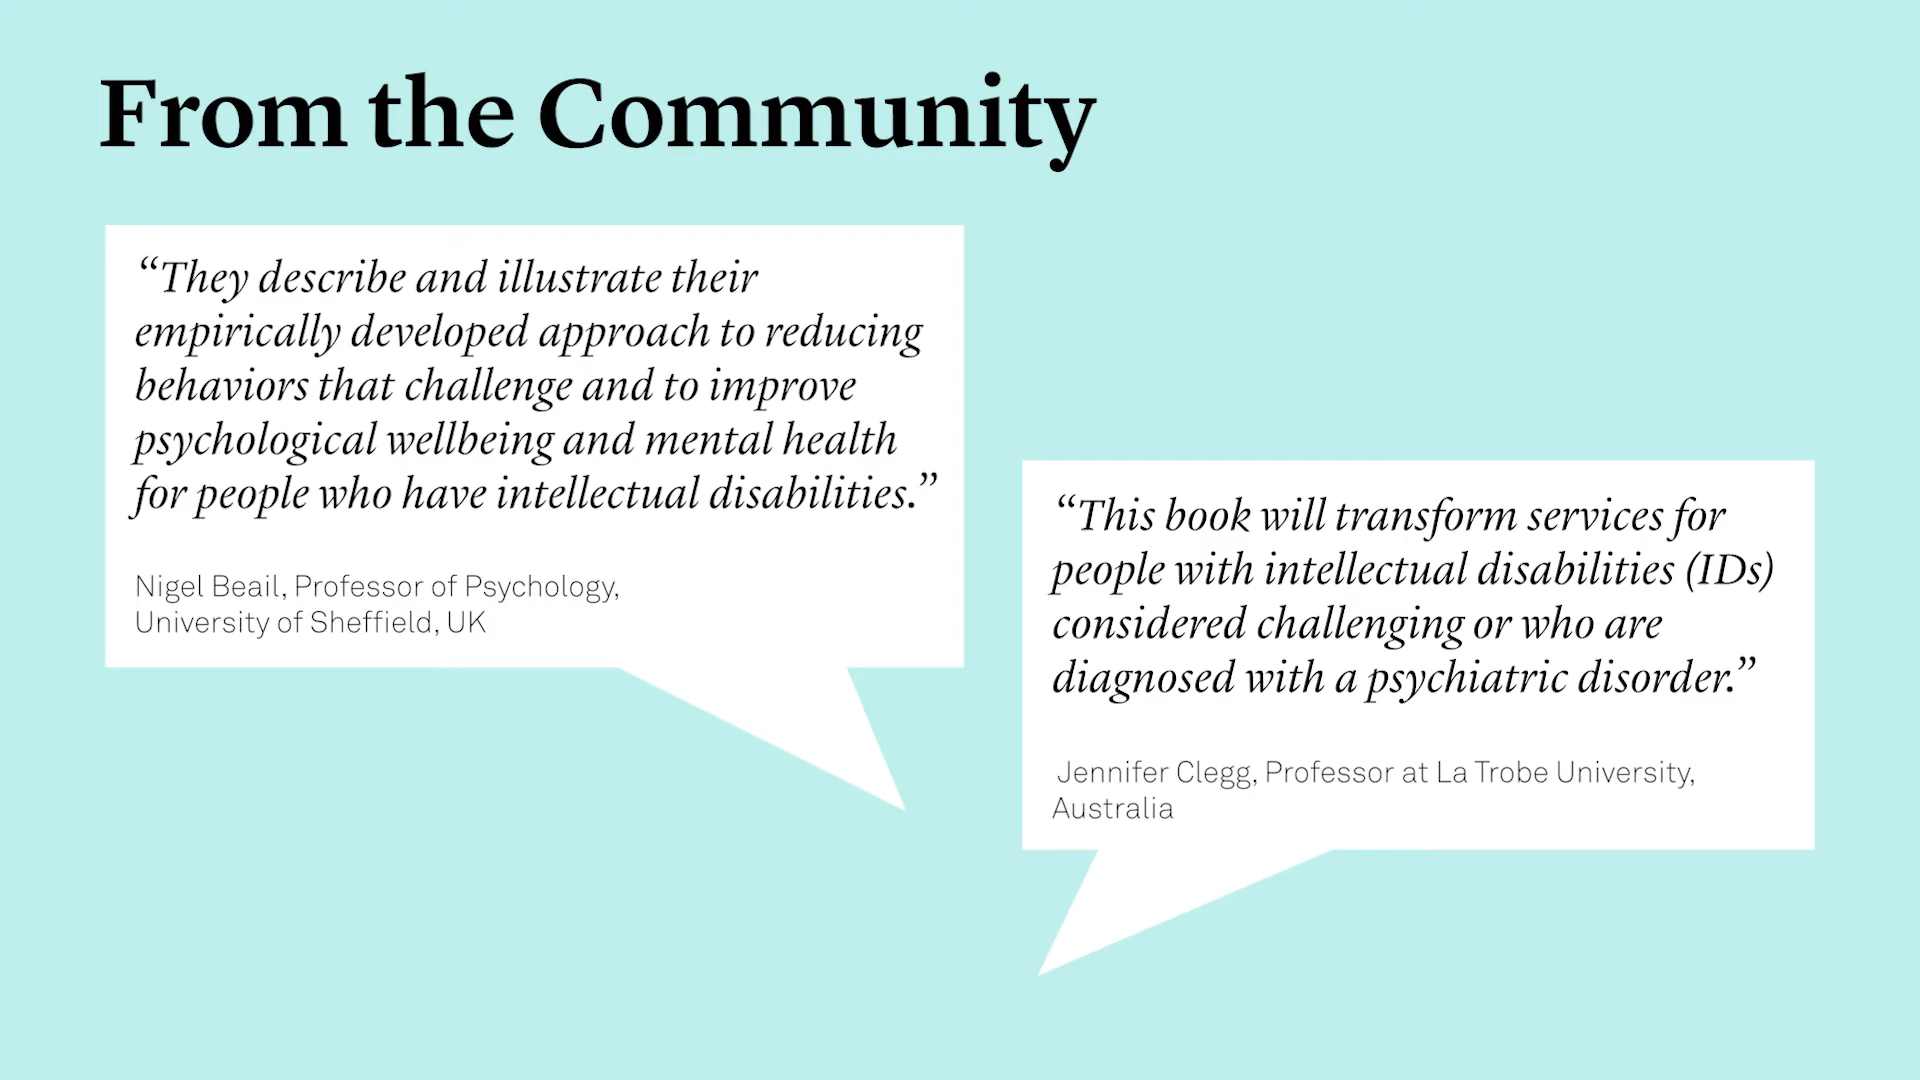 From the Community
“They describe and illustrate their
empirically developed approach to reducing
behaviors that challenge and to improve
psychological wellbeing and mental health
for people who have intellectual disabilities.”
Nigel Beail, Professor of Psychology,
University of Sheffield, UK
“This book will transform services for
people with intellectual disabilities (IDs)
considered challenging or who are
diagnosed with a psychiatric disorder.”
Jennifer Clegg, Professor at La Trobe University,
Australia